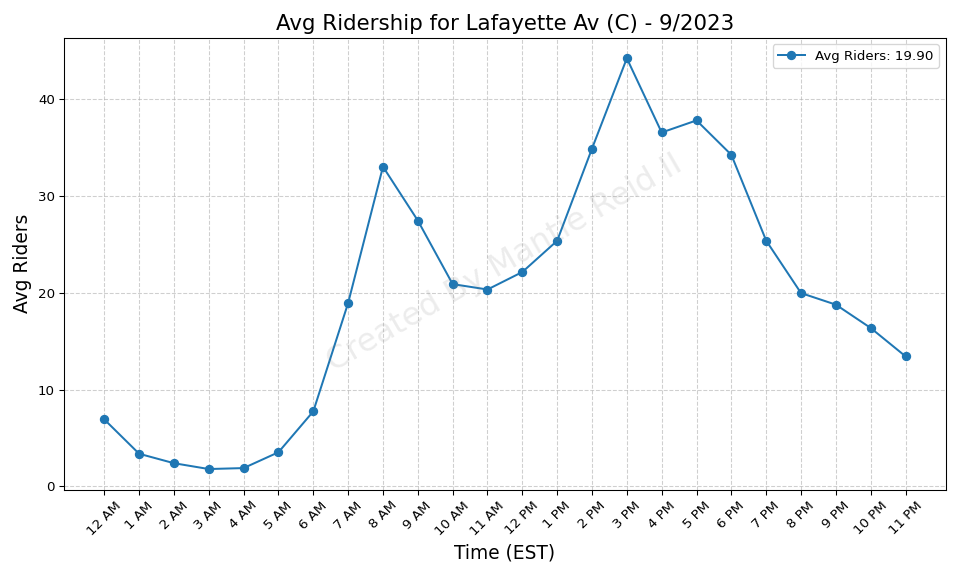 Avg Ridership for Lafayette Av (C) - 9/2023
Avg Riders: 19.90
Avg Riders
40
30
20
10
0
Created By Mantie Reid II
12 AM
1 AM
2 AM
3 AM
4 AM
5 AM
6 AM
7 AM
8 AM
9 AM
10 AM
11 AM
12 PM
1 PM
2 PM
3 PM
4 PM
5 PM
6 PM
7 PM
8 PM
9 PM
10 PM
11 PM
Time (EST)